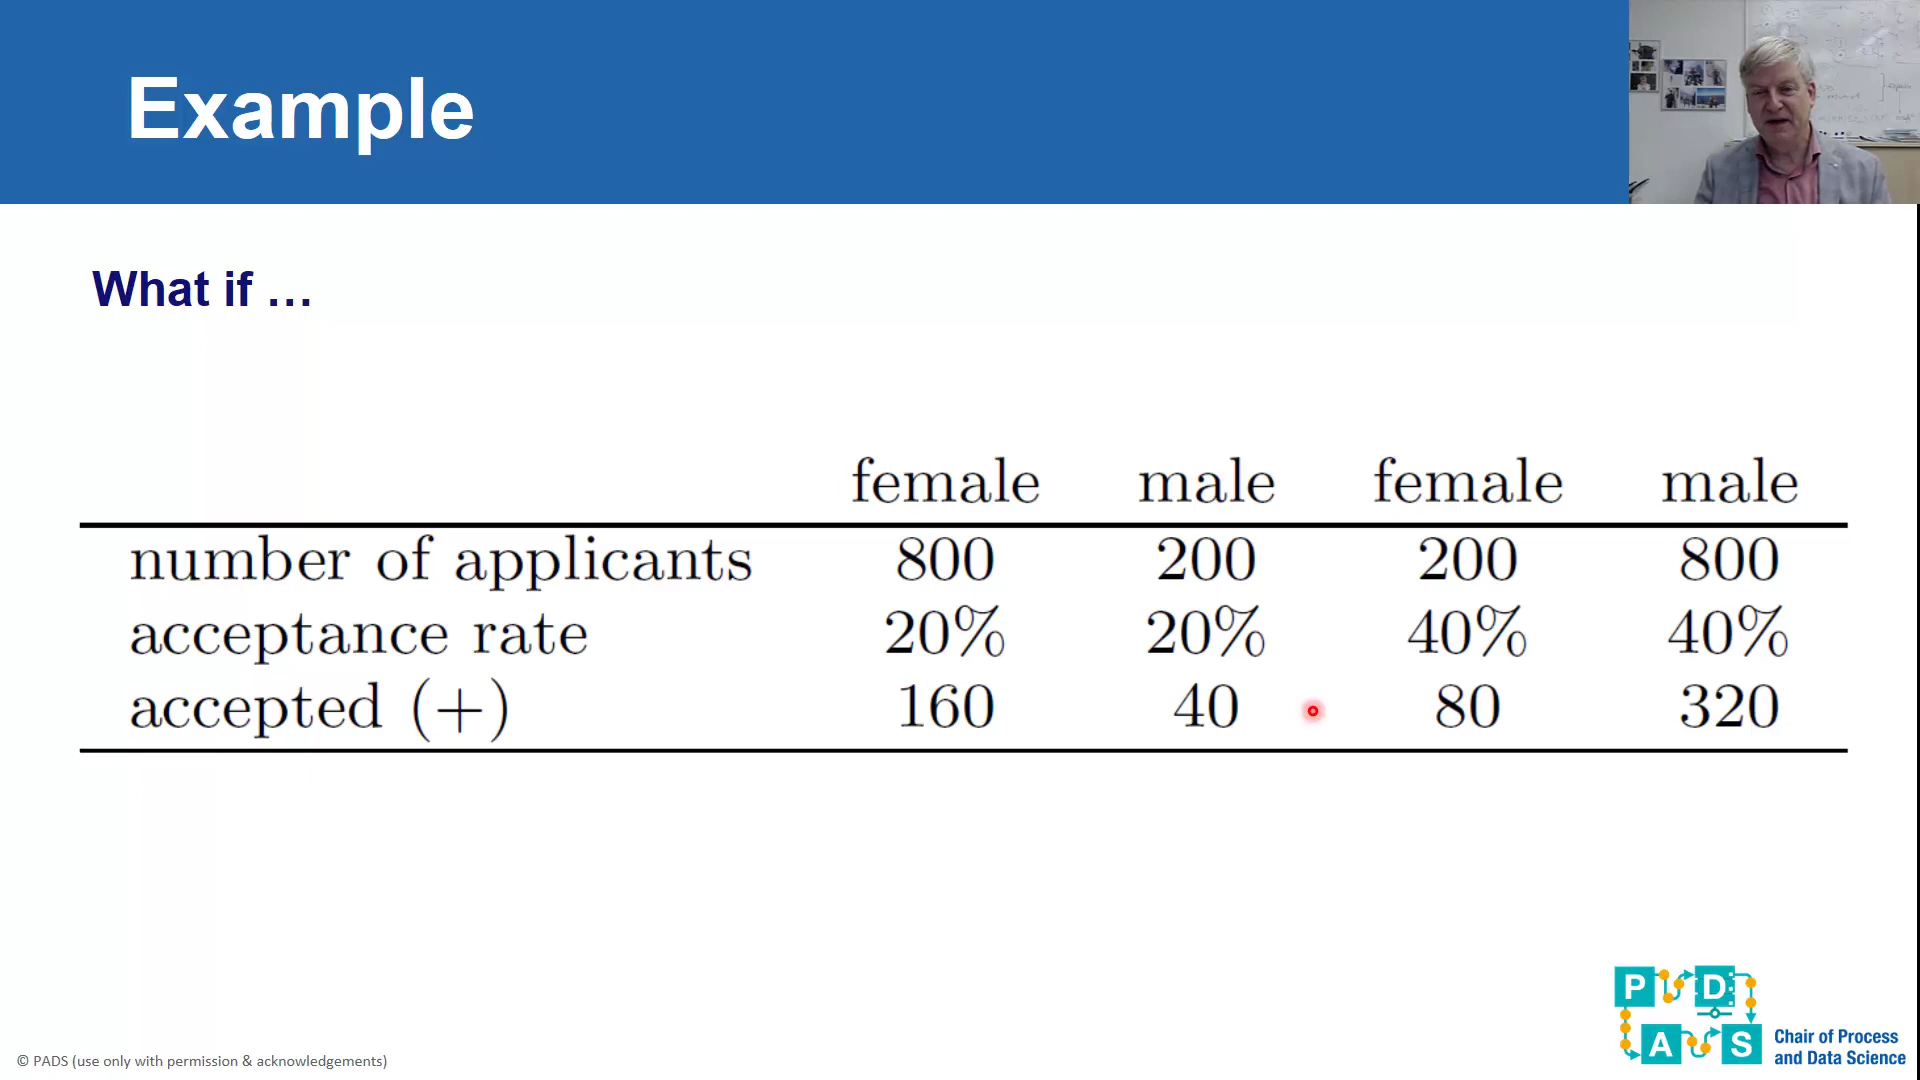 Example
What if …
female male female male
number of applicants 800 200 200 800
acceptance rate 20% 20% 40% 40%
accepted (+) 160 40 80 320
P D
A S
Chair of Process
and Data Science
© PADS (use only with permission & acknowledgements)